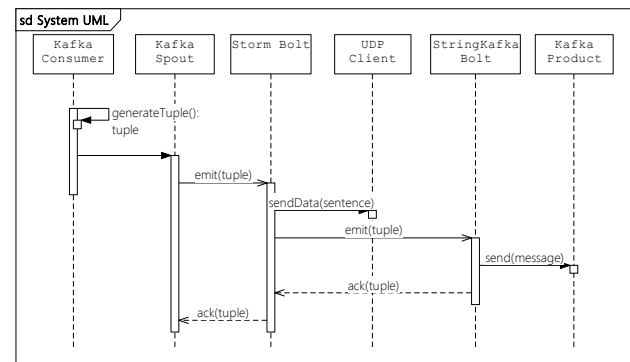 sd System UML
Kafka
Consumer
Kafka
Spout
Storm Bolt
UDP
Client
StringKafka
Bolt
Kafka
Product
generateTuple():
tuple
emit(tuple)
sendData(sentence)
emit(tuple)
send(message)
ack(tuple)
ack(tuple)